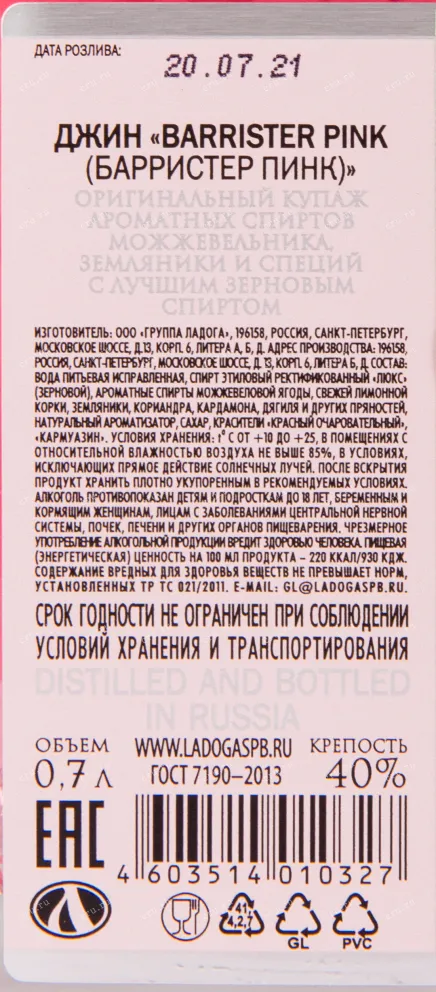 ДАТА РОЗЛИВА:
20.07.21
ДЖИН «BARRISTER PINK
(БАРРИСТЕР ПИНК)»
ОРИГИНАЛЬНЫЙ КУПАЖ
АРОМАТНЫХ СПИРТОВ
МОЖЖЕВЕЛЬНИКА,
ЗЕМЛЯНИКИ И СПЕЦИЙ
С ЛУЧШИМ ЗЕРНОВЫМ
СПИРТОМ
ИЗГОТОВИТЕЛЬ: ООО «ГРУППА ЛАДОГА», 196158, РОССИЯ, САНКТ-ПЕТЕРБУРГ,
МОСКОВСКОЕ ШОССЕ, Д.13, КОРП. 6, ЛИТЕРА А, Б, Д. АДРЕС ПРОИЗВОДСТВА: 196158,
РОССИЯ, САНКТ-ПЕТЕРБУРГ, МОСКОВСКОЕ ШОССЕ, Д. 13, КОРП. 6, ЛИТЕРА Б, Д. СОСТАВ:
ВОДА ПИТЬЕВАЯ ИСПРАВЛЕННАЯ, СПИРТ ЭТИЛОВЫЙ РЕКТИФИКОВАННЫЙ «ЛЮКС»
(ЗЕРНОВОЙ), АРОМАТНЫЕ СПИРТЫ МОЖЖЕВЕЛОВОЙ ЯГОДЫ, СВЕЖЕЙ ЛИМОННОЙ
КОРКИ, ЗЕМЛЯНИКИ, КОРИАНДРА, КАРДАМОНА, ДЯГИЛЯ И ДРУГИХ ПРЯНОСТЕЙ,
НАТУРАЛЬНЫЙ АРОМАТИЗАТОР, САХАР, КРАСИТЕЛИ «КРАСНЫЙ ОЧАРОВАТЕЛЬНЫЙ»,
«КАРМУАЗИН». УСЛОВИЯ ХРАНЕНИЯ: t° С ОТ +10 ДО +25, В ПОМЕЩЕНИЯХ С
ОТНОСИТЕЛЬНОЙ ВЛАЖНОСТЬЮ ВОЗДУХА НЕ ВЫШЕ 85%, В УСЛОВИЯХ,
ИСКЛЮЧАЮЩИХ ПРЯМОЕ ДЕЙСТВИЕ СОЛНЕЧНЫХ ЛУЧЕЙ. ПОСЛЕ ВСКРЫТИЯ
ПРОДУКТ ХРАНИТЬ ПЛОТНО УКУПОРЕННЫМ В РЕКОМЕНДУЕМЫХ УСЛОВИЯХ.
АЛКОГОЛЬ ПРОТИВОПОКАЗАН ДЕТЯМ И ПОДРОСТКАМ ДО 18 ЛЕТ, БЕРЕМЕННЫМ И
КОРМЯЩИМ ЖЕНЩИНАМ, ЛИЦАМ С ЗАБОЛЕВАНИЯМИ ЦЕНТРАЛЬНОЙ НЕРВНОЙ
СИСТЕМЫ, ПОЧЕК, ПЕЧЕНИ И ДРУГИХ ОРГАНОВ ПИЩЕВАРЕНИЯ. ЧРЕЗМЕРНОЕ
УПОТРЕБЛЕНИЕ АЛКОГОЛЬНОЙ ПРОДУКЦИИ ВРЕДИТ ЗДОРОВЬЮ ЧЕЛОВЕКА. ПИЩЕВАЯ
(ЭНЕРГЕТИЧЕСКАЯ) ЦЕННОСТЬ НА 100 МЛ ПРОДУКТА – 220 ККАЛ/930 КДЖ.
СОДЕРЖАНИЕ ВРЕДНЫХ ДЛЯ ЗДОРОВЬЯ ВЕЩЕСТВ НЕ ПРЕВЫШАЕТ НОРМ,
УСТАНОВЛЕННЫХ ТР ТС 021/2011. E-MAIL: GL@LADOGASPB.RU.
СРОК ГОДНОСТИ НЕ ОГРАНИЧЕН ПРИ СОБЛЮДЕНИИ
УСЛОВИЙ ХРАНЕНИЯ И ТРАНСПОРТИРОВАНИЯ
DISTILLED AND BOTTLED
IN RUSSIA
ОБЪЕМ WWW.LADOGASPB.RU КРЕПОСТЬ
0,7 л ГОСТ 7190–2013 40%
EAC
4 603514 010327
41
4,2,7
GL
PVC